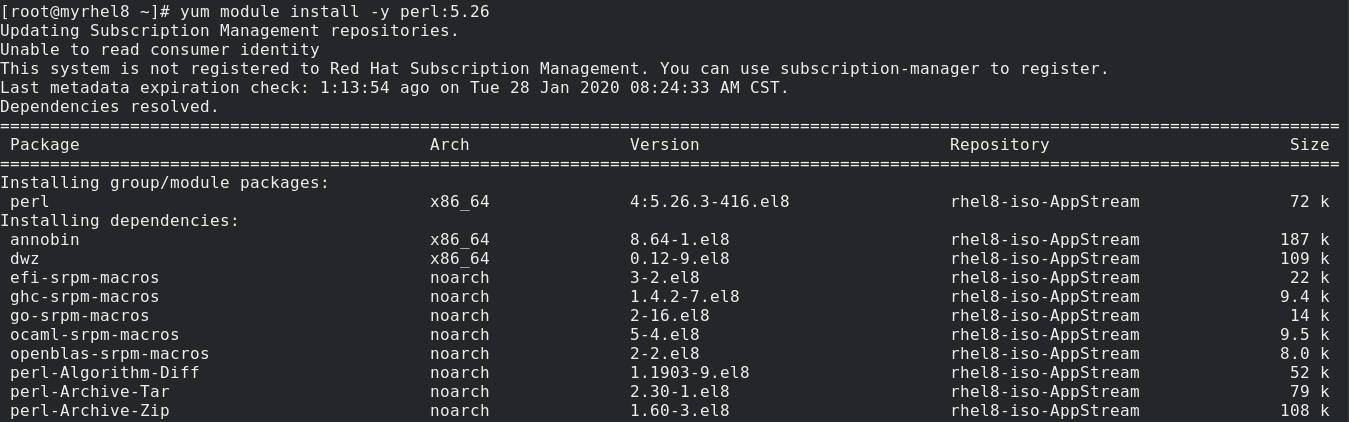 [root@myrhel8 ~]# yum module install -y perl:5.26
Updating Subscription Management repositories.
Unable to read consumer identity
This system is not registered to Red Hat Subscription Management. You can use subscription-manager to register.
Last metadata expiration check: 1:13:54 ago on Tue 28 Jan 2020 08:24:33 AM CST.
Dependencies resolved.
======================================================================================================================================
Package Arch Version Repository Size
======================================================================================================================================
Installing group/module packages:
perl x86_64 4:5.26.3-416.el8 rhel8-iso-AppStream 72 k
Installing dependencies:
annobin x86_64 8.64-1.el8 rhel8-iso-AppStream 187 k
dwz x86_64 0.12-9.el8 rhel8-iso-AppStream 109 k
efi-srpm-macros noarch 3-2.el8 rhel8-iso-AppStream 22 k
ghc-srpm-macros noarch 1.4.2-7.el8 rhel8-iso-AppStream 9.4 k
go-srpm-macros noarch 2-16.el8 rhel8-iso-AppStream 14 k
ocaml-srpm-macros noarch 5-4.el8 rhel8-iso-AppStream 9.5 k
openblas-srpm-macros noarch 2-2.el8 rhel8-iso-AppStream 8.0 k
perl-Algorithm-Diff noarch 1.1903-9.el8 rhel8-iso-AppStream 52 k
perl-Archive-Tar noarch 2.30-1.el8 rhel8-iso-AppStream 79 k
perl-Archive-Zip noarch 1.60-3.el8 rhel8-iso-AppStream 108 k